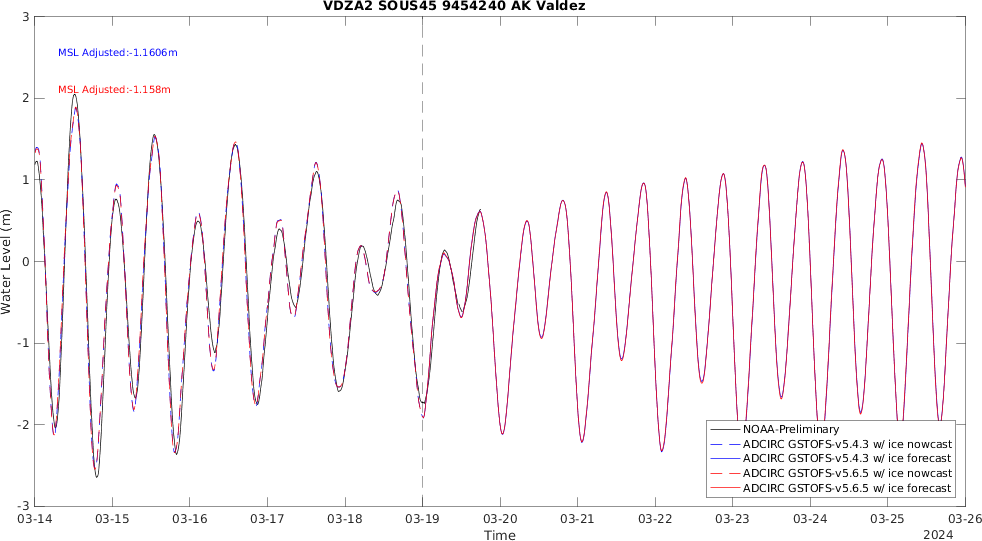 VDZA2 SOUS45 9454240 AK Valdez
3
MSL Adjusted:-1.1606m
2
MSL Adjusted:-1.158m
1
0
-1
-2
-3
Water Level (m)
NOAA-Preliminary
ADCIRC GSTOFS-v5.4.3 w/ ice nowcast
ADCIRC GSTOFS-v5.4.3 w/ ice forecast
ADCIRC GSTOFS-v5.6.5 w/ ice nowcast
ADCIRC GSTOFS-v5.6.5 w/ ice forecast
03-14 03-15 03-16 03-17 03-18 03-19 03-20 03-21 03-22 03-23 03-24 03-25 03-26
Time
2024